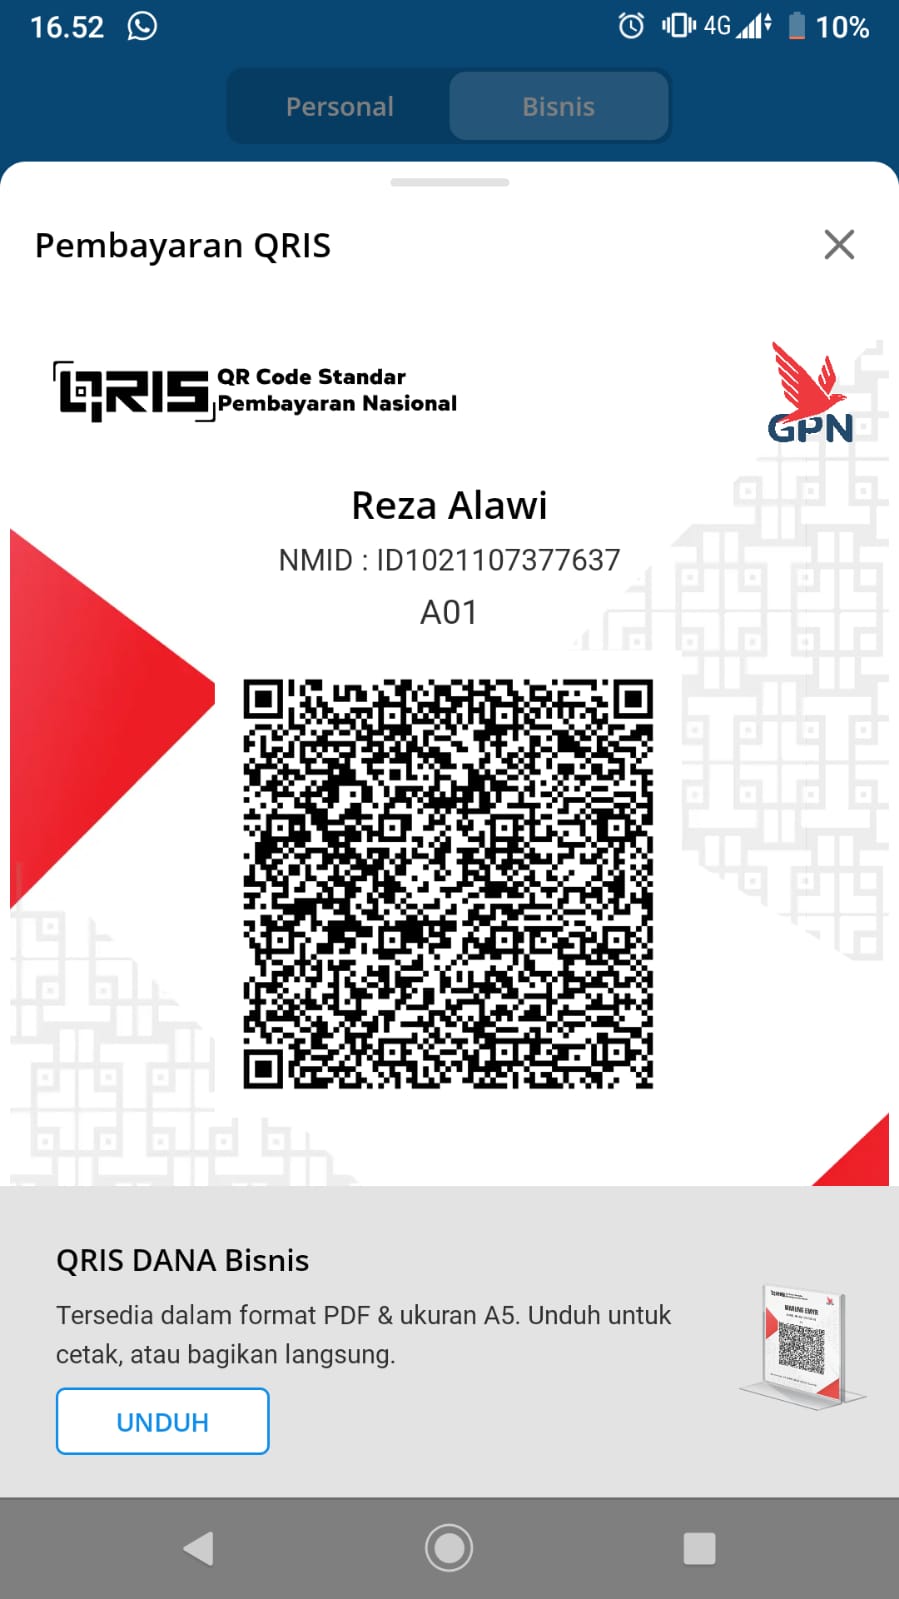 16.52 4G 10%
Personal Bisnis
Pembayaran QRIS
QRIS QR Code Standar
Pembayaran Nasional
GPN
Reza Alawi
NMID : ID1021107377637
A01
QRIS DANA Bisnis
Tersedia dalam format PDF & ukuran A5. Unduh untuk
cetak, atau bagikan langsung.
UNDUH